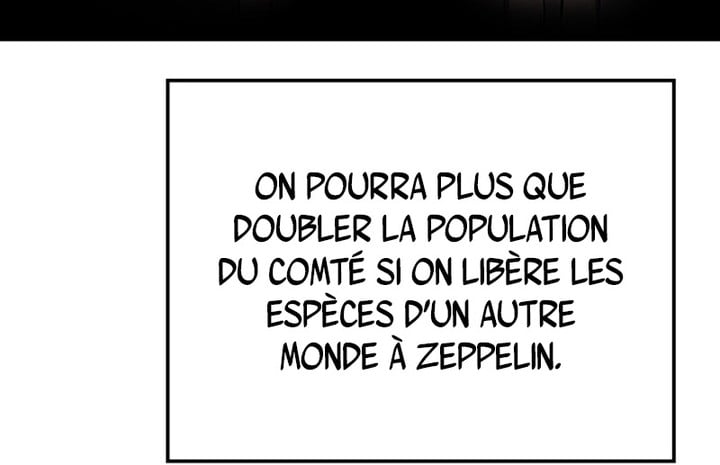 ON POURRA PLUS QUE
DOUBLER LA POPULATION
DU COMTÉ SI ON LIBÈRE LES
ESPÈCES D'UN AUTRE
MONDE À ZEPPELIN.